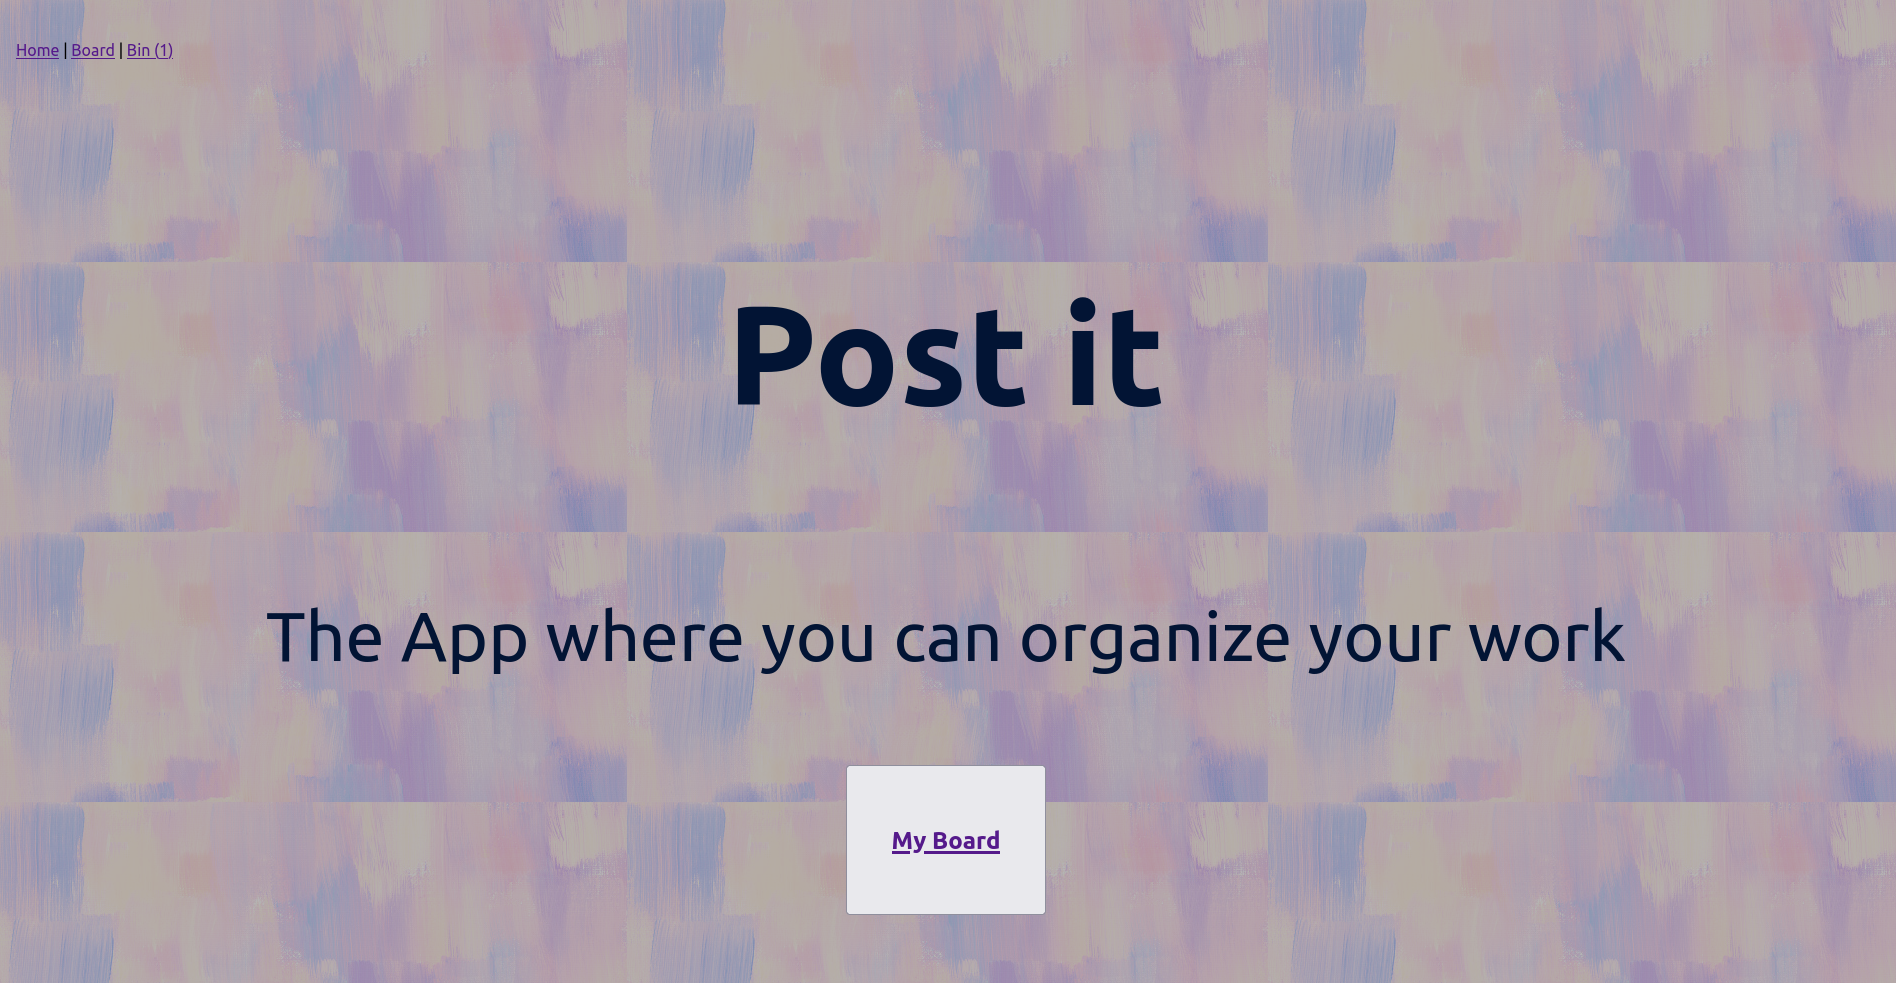 Home | Board | Bin (1)
Post it
The App where you can organize your work
My Board